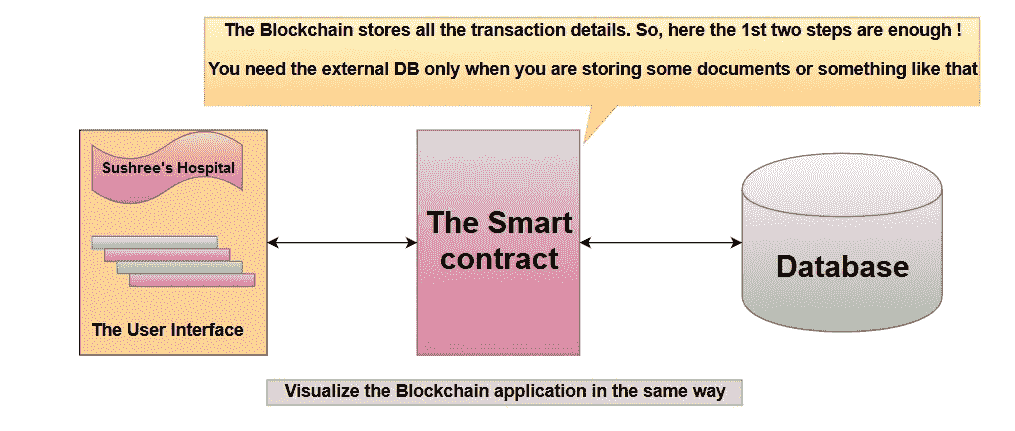 The Blockchain stores all the transaction details. So, here the 1st two steps are enough !
You need the external DB only when you are storing some documents or something like that
Sushree's Hospital
The User Interface
The Smart
contract
Database
Visualize the Blockchain application in the same way